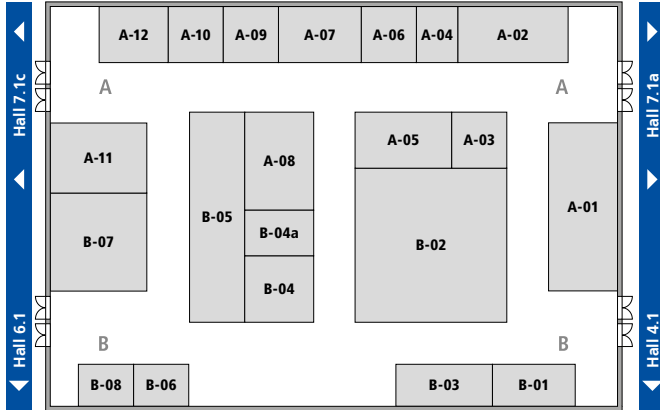 A-12 A-10 A-09 A-07 A-06 A-04 A-02
Hall 7.1c
A A
Hall 7.1a
A-11
A-08
A-05 A-03
A-01
B-05
B-04a
B-07
B-02
B-04
Hall 6.1
B B
Hall 4.1
B-08 B-06
B-03 B-01